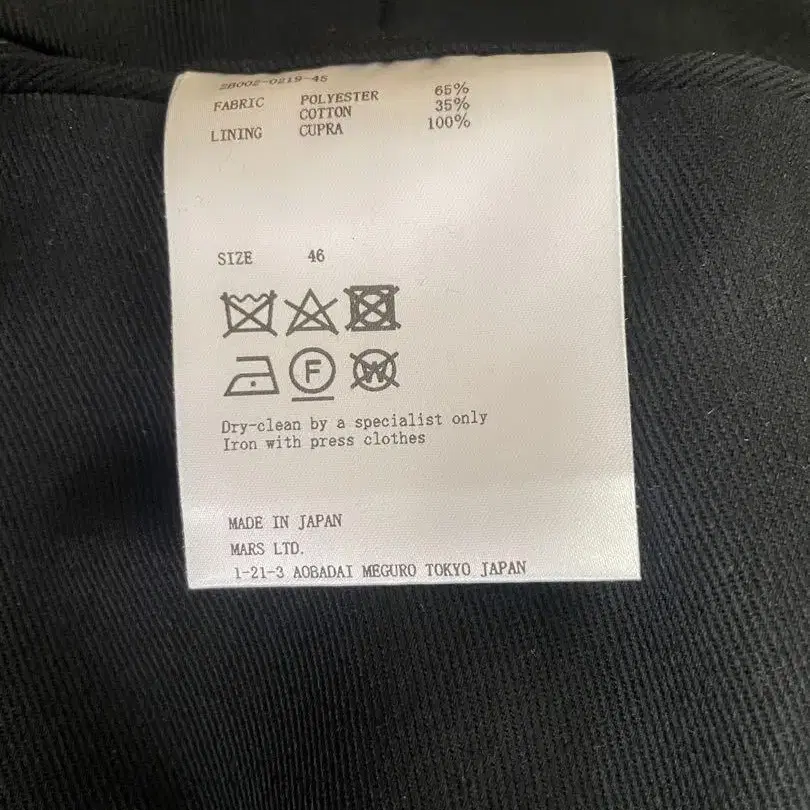 2B002-0219-45
FABRIC POLYESTER 65%
COTTON 35%
LINING CUPRA 100%
SIZE 46
F
W
Dry-clean by a specialist only
Iron with press clothes
MADE IN JAPAN
MARS LTD.
1-21-3 AOBADAI MEGURO TOKYO JAPAN